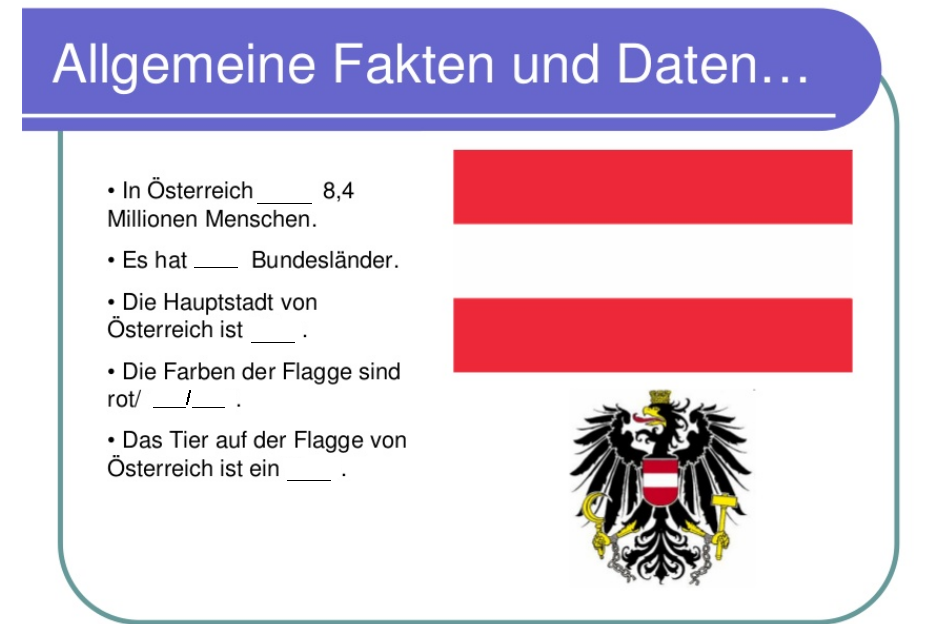 Allgemeine Fakten und Daten...
• In Österreich _____ 8,4
Millionen Menschen.
• Es hat ____ Bundesländer.
• Die Hauptstadt von
Österreich ist ____ .
• Die Farben der Flagge sind
rot/ ___/___ .
• Das Tier auf der Flagge von
Österreich ist ein ____ .